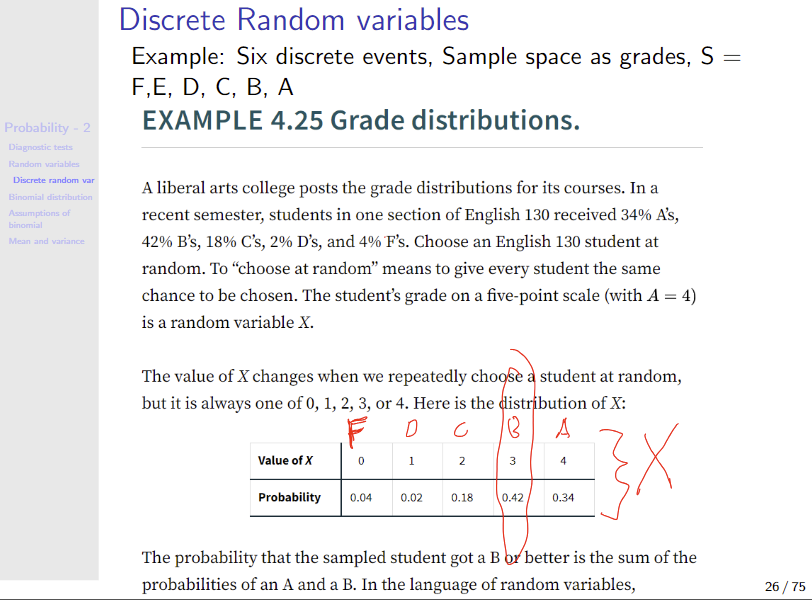 Discrete Random variables
Example: Six discrete events, Sample space as grades, S =
F,E, D, C, B, A
EXAMPLE 4.25 Grade distributions.
Probability - 2
Diagnostic tests
Random variables
Discrete random var
Binomial distribution
Assumptions of
binomial
Mean and variance
A liberal arts college posts the grade distributions for its courses. In a
recent semester, students in one section of English 130 received 34% A’s,
42% B’s, 18% C’s, 2% D’s, and 4% F’s. Choose an English 130 student at
random. To “choose at random” means to give every student the same
chance to be chosen. The student’s grade on a five-point scale (with A = 4)
is a random variable X.
The value of X changes when we repeatedly choose a student at random,
but it is always one of 0, 1, 2, 3, or 4. Here is the distribution of X:
F D C B A
Value of X 0 1 2 3 4
Probability 0.04 0.02 0.18 0.42 0.34
X
The probability that the sampled student got a B or better is the sum of the
probabilities of an A and a B. In the language of random variables,
26 / 75